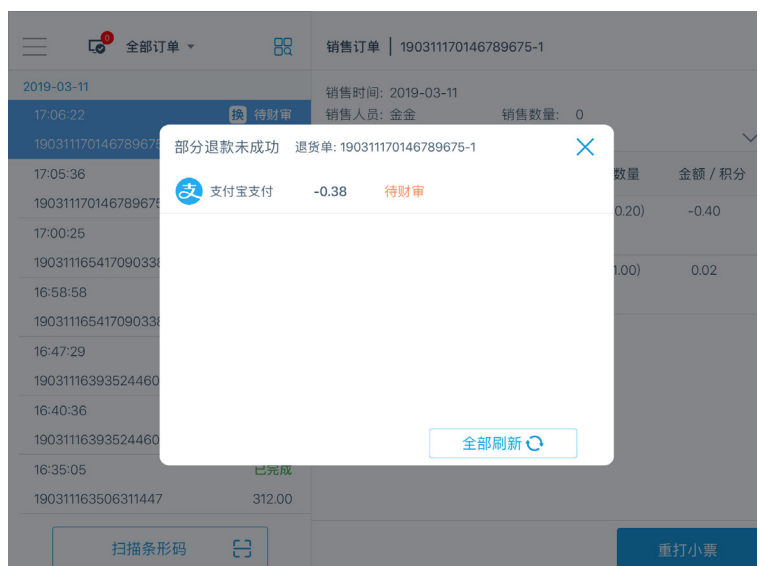 0
全部订单
销售订单 190311170146789675-1
2019-03-11
17:06:22 换 待财审
销售时间: 2019-03-11
销售人员: 金金 销售数量: 0
部分退款未成功 退货单: 190311170146789675-1
支 支付宝支付 -0.38 待财审
全部刷新
数量 金额 / 积分
0.20) -0.40
1.00) 0.02
19031117014678967
17:05:36
19031117014678967
17:00:25
19031116541709033
16:58:58
19031116541709033
16:47:29
19031116393524460
16:40:36
19031116393524460
16:35:05 已完成
190311163506311447 312.00
扫描条形码
重打小票